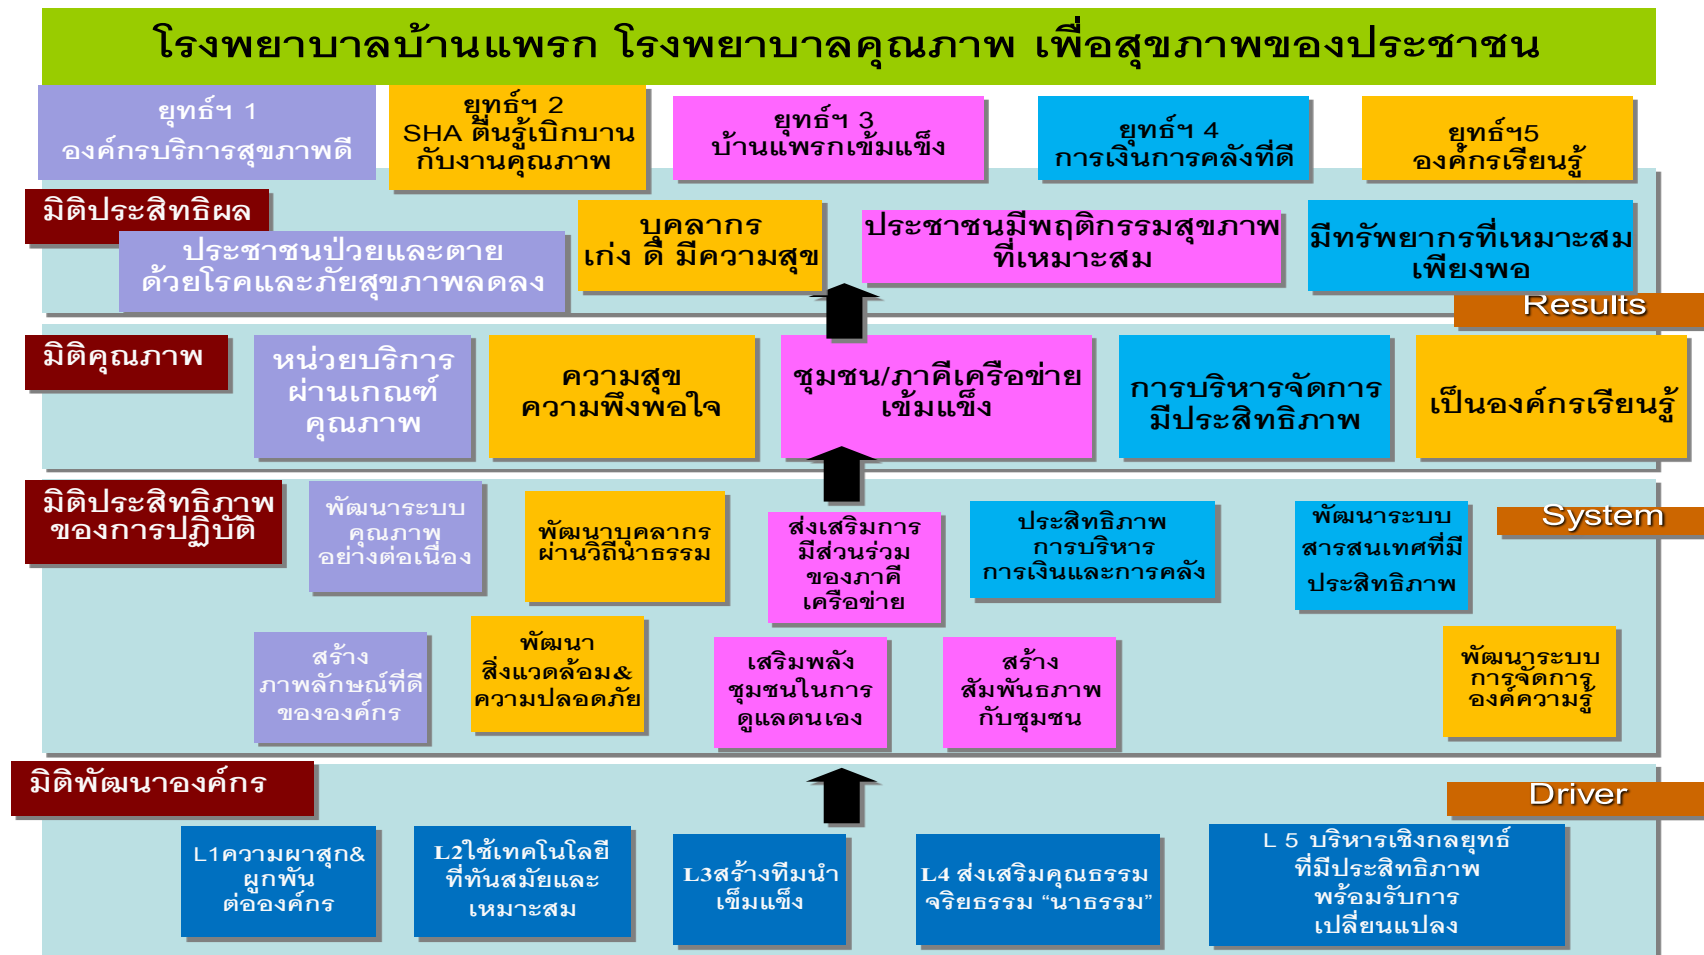 โรงพยาบาลบ้านแพรก โรงพยาบาลคุณภาพ เพื่อสุขภาพของประชาชน
ยุทธ์ฯ 1
องค์กรบริการสุขภาพดี
ยุทธ์ฯ 2
SHA ตื่นรู้เบิกบาน
กับงานคุณภาพ
ยุทธ์ฯ 3
บ้านแพรกเข้มแข็ง
ยุทธ์ฯ 4
การเงินการคลังที่ดี
ยุทธ์ฯ5
องค์กรเรียนรู้
มิติประสิทธิผล
ประชาชนป่วยและตาย
ด้วยโรคและภัยสุขภาพลดลง
บุคลากร
เก่ง ดี มีความสุข
ประชาชนมีพฤติกรรมสุขภาพ
ที่เหมาะสม
มีทรัพยากรที่เหมาะสม
เพียงพอ
Results
มิติคุณภาพ
หน่วยบริการ
ผ่านเกณฑ์
คุณภาพ
ความสุข
ความพึงพอใจ
ชุมชน/ภาคีเครือข่าย
เข้มแข็ง
การบริหารจัดการ
มีประสิทธิภาพ
เป็นองค์กรเรียนรู้
มิติประสิทธิภาพ
ของการปฏิบัติ
พัฒนาระบบ
คุณภาพ
อย่างต่อเนื่อง
พัฒนาบุคลากร
ผ่านวิถีนาธรรม
ส่งเสริมการ
มีส่วนร่วม
ของภาคี
เครือข่าย
ประสิทธิภาพ
การบริหาร
การเงินและการคลัง
พัฒนาระบบ
สารสนเทศที่มี
ประสิทธิภาพ
System
สร้าง
ภาพลักษณ์ที่ดี
ขององค์กร
พัฒนา
สิ่งแวดล้อม&
ความปลอดภัย
เสริมพลัง
ชุมชนในการ
ดูแลตนเอง
สร้าง
สัมพันธภาพ
กับชุมชน
พัฒนาระบบ
การจัดการ
องค์ความรู้
มิติพัฒนาองค์กร
Driver
L1ความผาสุก&
ผูกพัน
ต่อองค์กร
L2ใช้เทคโนโลยี
ที่ทันสมัยและ
เหมาะสม
L3สร้างทีมนำ
เข็มแข็ง
L4 ส่งเสริมคุณธรรม
จริยธรรม “นาธรรม”
L 5 บริหารเชิงกลยุทธ์
ที่มีประสิทธิภาพ
พร้อมรับการ
เปลี่ยนแปลง